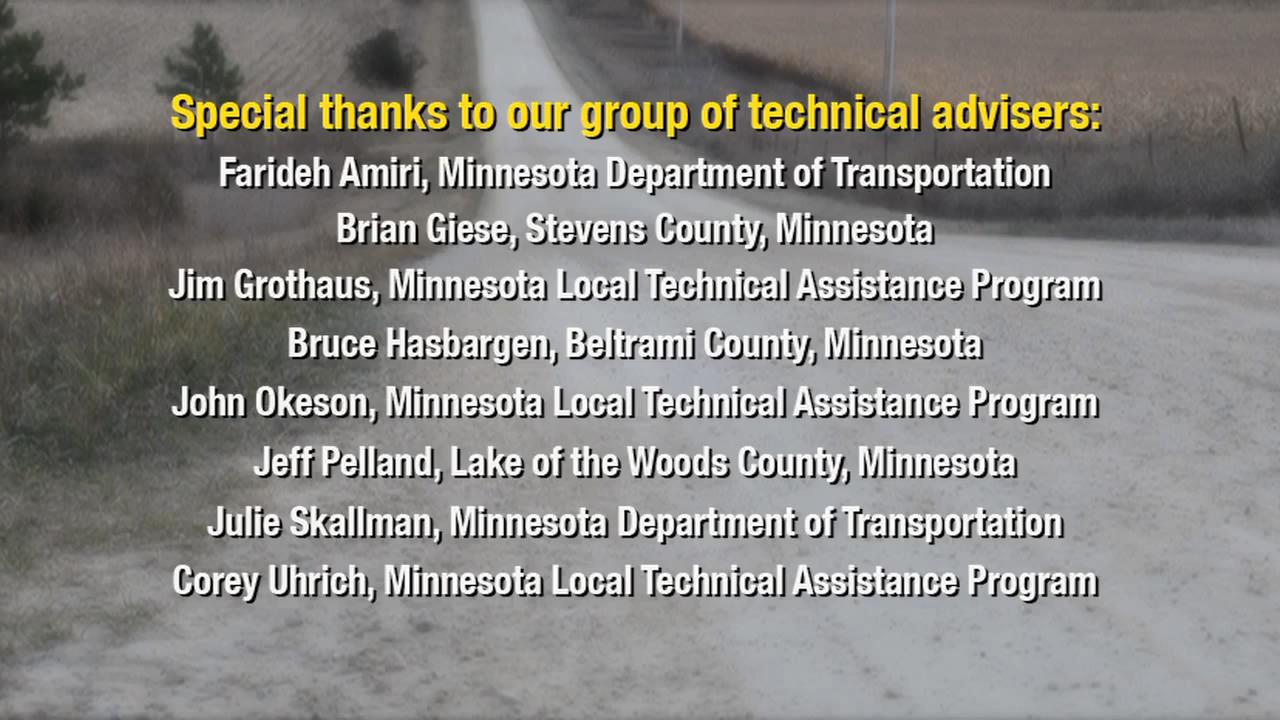 Special thanks to our group of technical advisers:
Farideh Amiri, Minnesota Department of Transportation
Brian Giese, Stevens County, Minnesota
Jim Grothaus, Minnesota Local Technical Assistance Program
Bruce Hasbargen, Beltrami County, Minnesota
John Okeson, Minnesota Local Technical Assistance Program
Jeff Pelland, Lake of the Woods County, Minnesota
Julie Skallman, Minnesota Department of Transportation
Corey Uhrich, Minnesota Local Technical Assistance Program